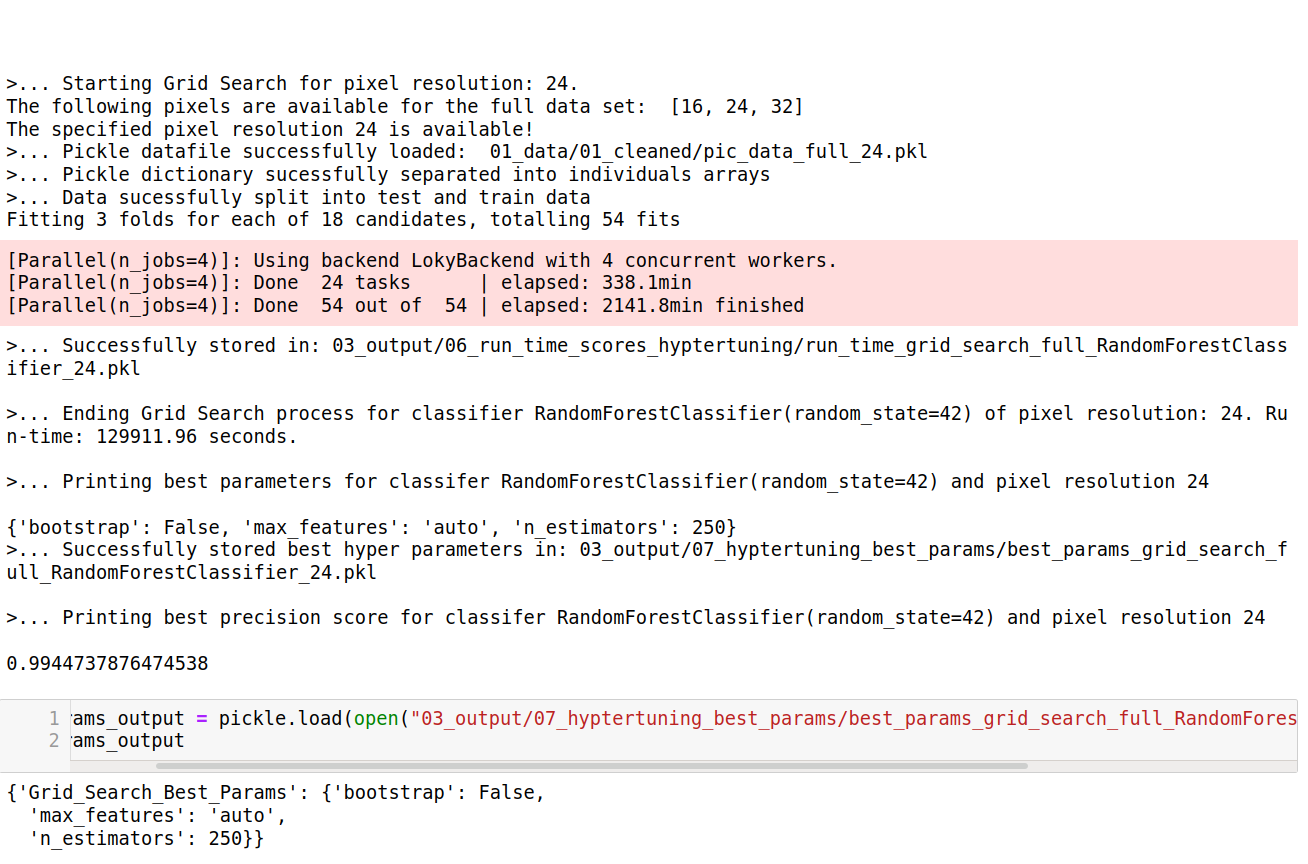 >... Starting Grid Search for pixel resolution: 24.
The following pixels are available for the full data set:  [16, 24, 32]
The specified pixel resolution 24 is available!
>... Pickle datafile successfully loaded:  01_data/01_cleaned/pic_data_full_24.pkl
>... Pickle dictionary sucessfully separated into individuals arrays
>... Data sucessfully split into test and train data
Fitting 3 folds for each of 18 candidates, totalling 54 fits
[Parallel(n_jobs=4)]: Using backend LokyBackend with 4 concurrent workers.
[Parallel(n_jobs=4)]: Done  24 tasks      | elapsed: 338.1min
[Parallel(n_jobs=4)]: Done  54 out of  54 | elapsed: 2141.8min finished
>... Successfully stored in: 03_output/06_run_time_scores_hyptertuning/run_time_grid_search_full_RandomForestClass
ifier_24.pkl
>... Ending Grid Search process for classifier RandomForestClassifier(random_state=42) of pixel resolution: 24. Ru
n-time: 129911.96 seconds.
>... Printing best parameters for classifer RandomForestClassifier(random_state=42) and pixel resolution 24
{'bootstrap': False, 'max_features': 'auto', 'n_estimators': 250}
>... Successfully stored best hyper parameters in: 03_output/07_hyptertuning_best_params/best_params_grid_search_f
ull_RandomForestClassifier_24.pkl
>... Printing best precision score for classifer RandomForestClassifier(random_state=42) and pixel resolution 24
0.9944737876474538
1 rams_output = pickle.load(open("03_output/07_hyptertuning_best_params/best_params_grid_search_full_RandomFores
2 rams_output
{'Grid_Search_Best_Params': {'bootstrap': False,
  'max_features': 'auto',
  'n_estimators': 250}}